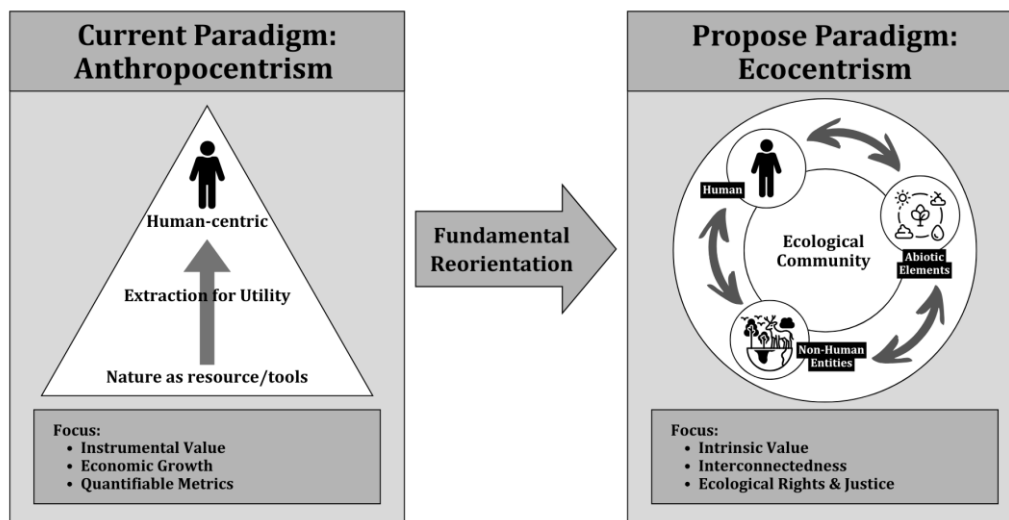 Current Paradigm:
Anthropocentrism
Human-centric
Extraction for Utility
Nature as resource/tools
Focus:
• Instrumental Value
• Economic Growth
• Quantifiable Metrics
Fundamental
Reorientation
Propose Paradigm:
Ecocentrism
Human
Ecological
Community
Abiotic
Elements
Non-Human
Entities
Focus:
• Intrinsic Value
• Interconnectedness
• Ecological Rights & Justice